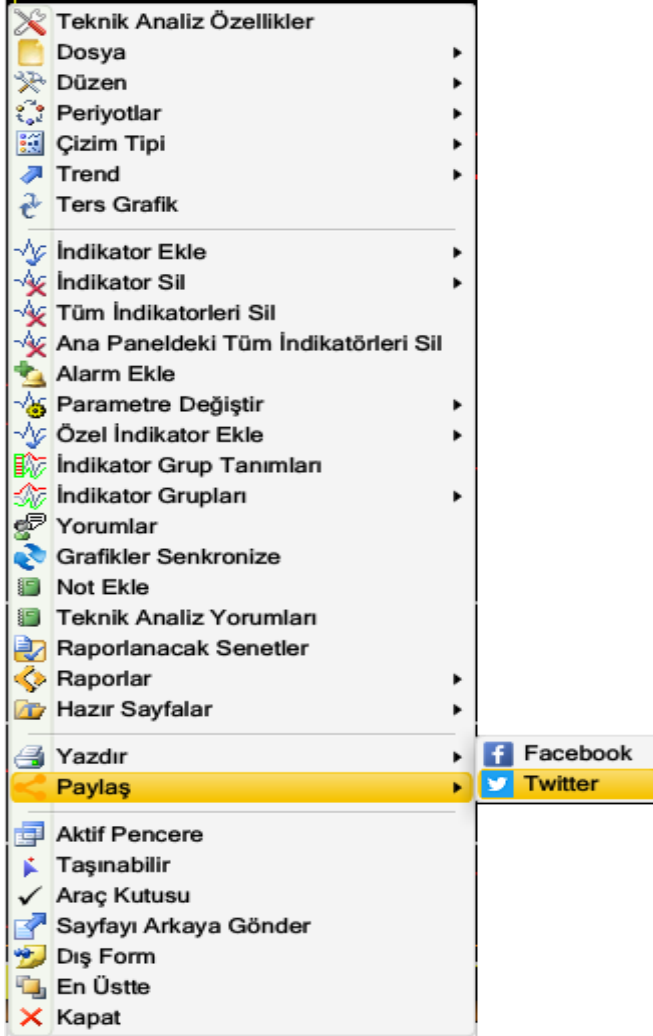 Teknik Analiz Özellikler
Dosya
Düzen
Periyotlar
Çizim Tipi
Trend
Ters Grafik
İndikator Ekle
İndikator Sil
Tüm İndikatorleri Sil
Ana Paneldeki Tüm İndikatörleri Sil
Alarm Ekle
Parametre Değiştir
Özel İndikator Ekle
İndikator Grup Tanımları
İndikator Grupları
Yorumlar
Grafikler Senkronize
Not Ekle
Teknik Analiz Yorumları
Raporlanacak Senetler
Raporlar
Hazır Sayfalar
Yazdır
Paylaş
Facebook
Twitter
Aktif Pencere
Taşınabilir
Araç Kutusu
Sayfayı Arkaya Gönder
Dış Form
En Üstte
Kapat